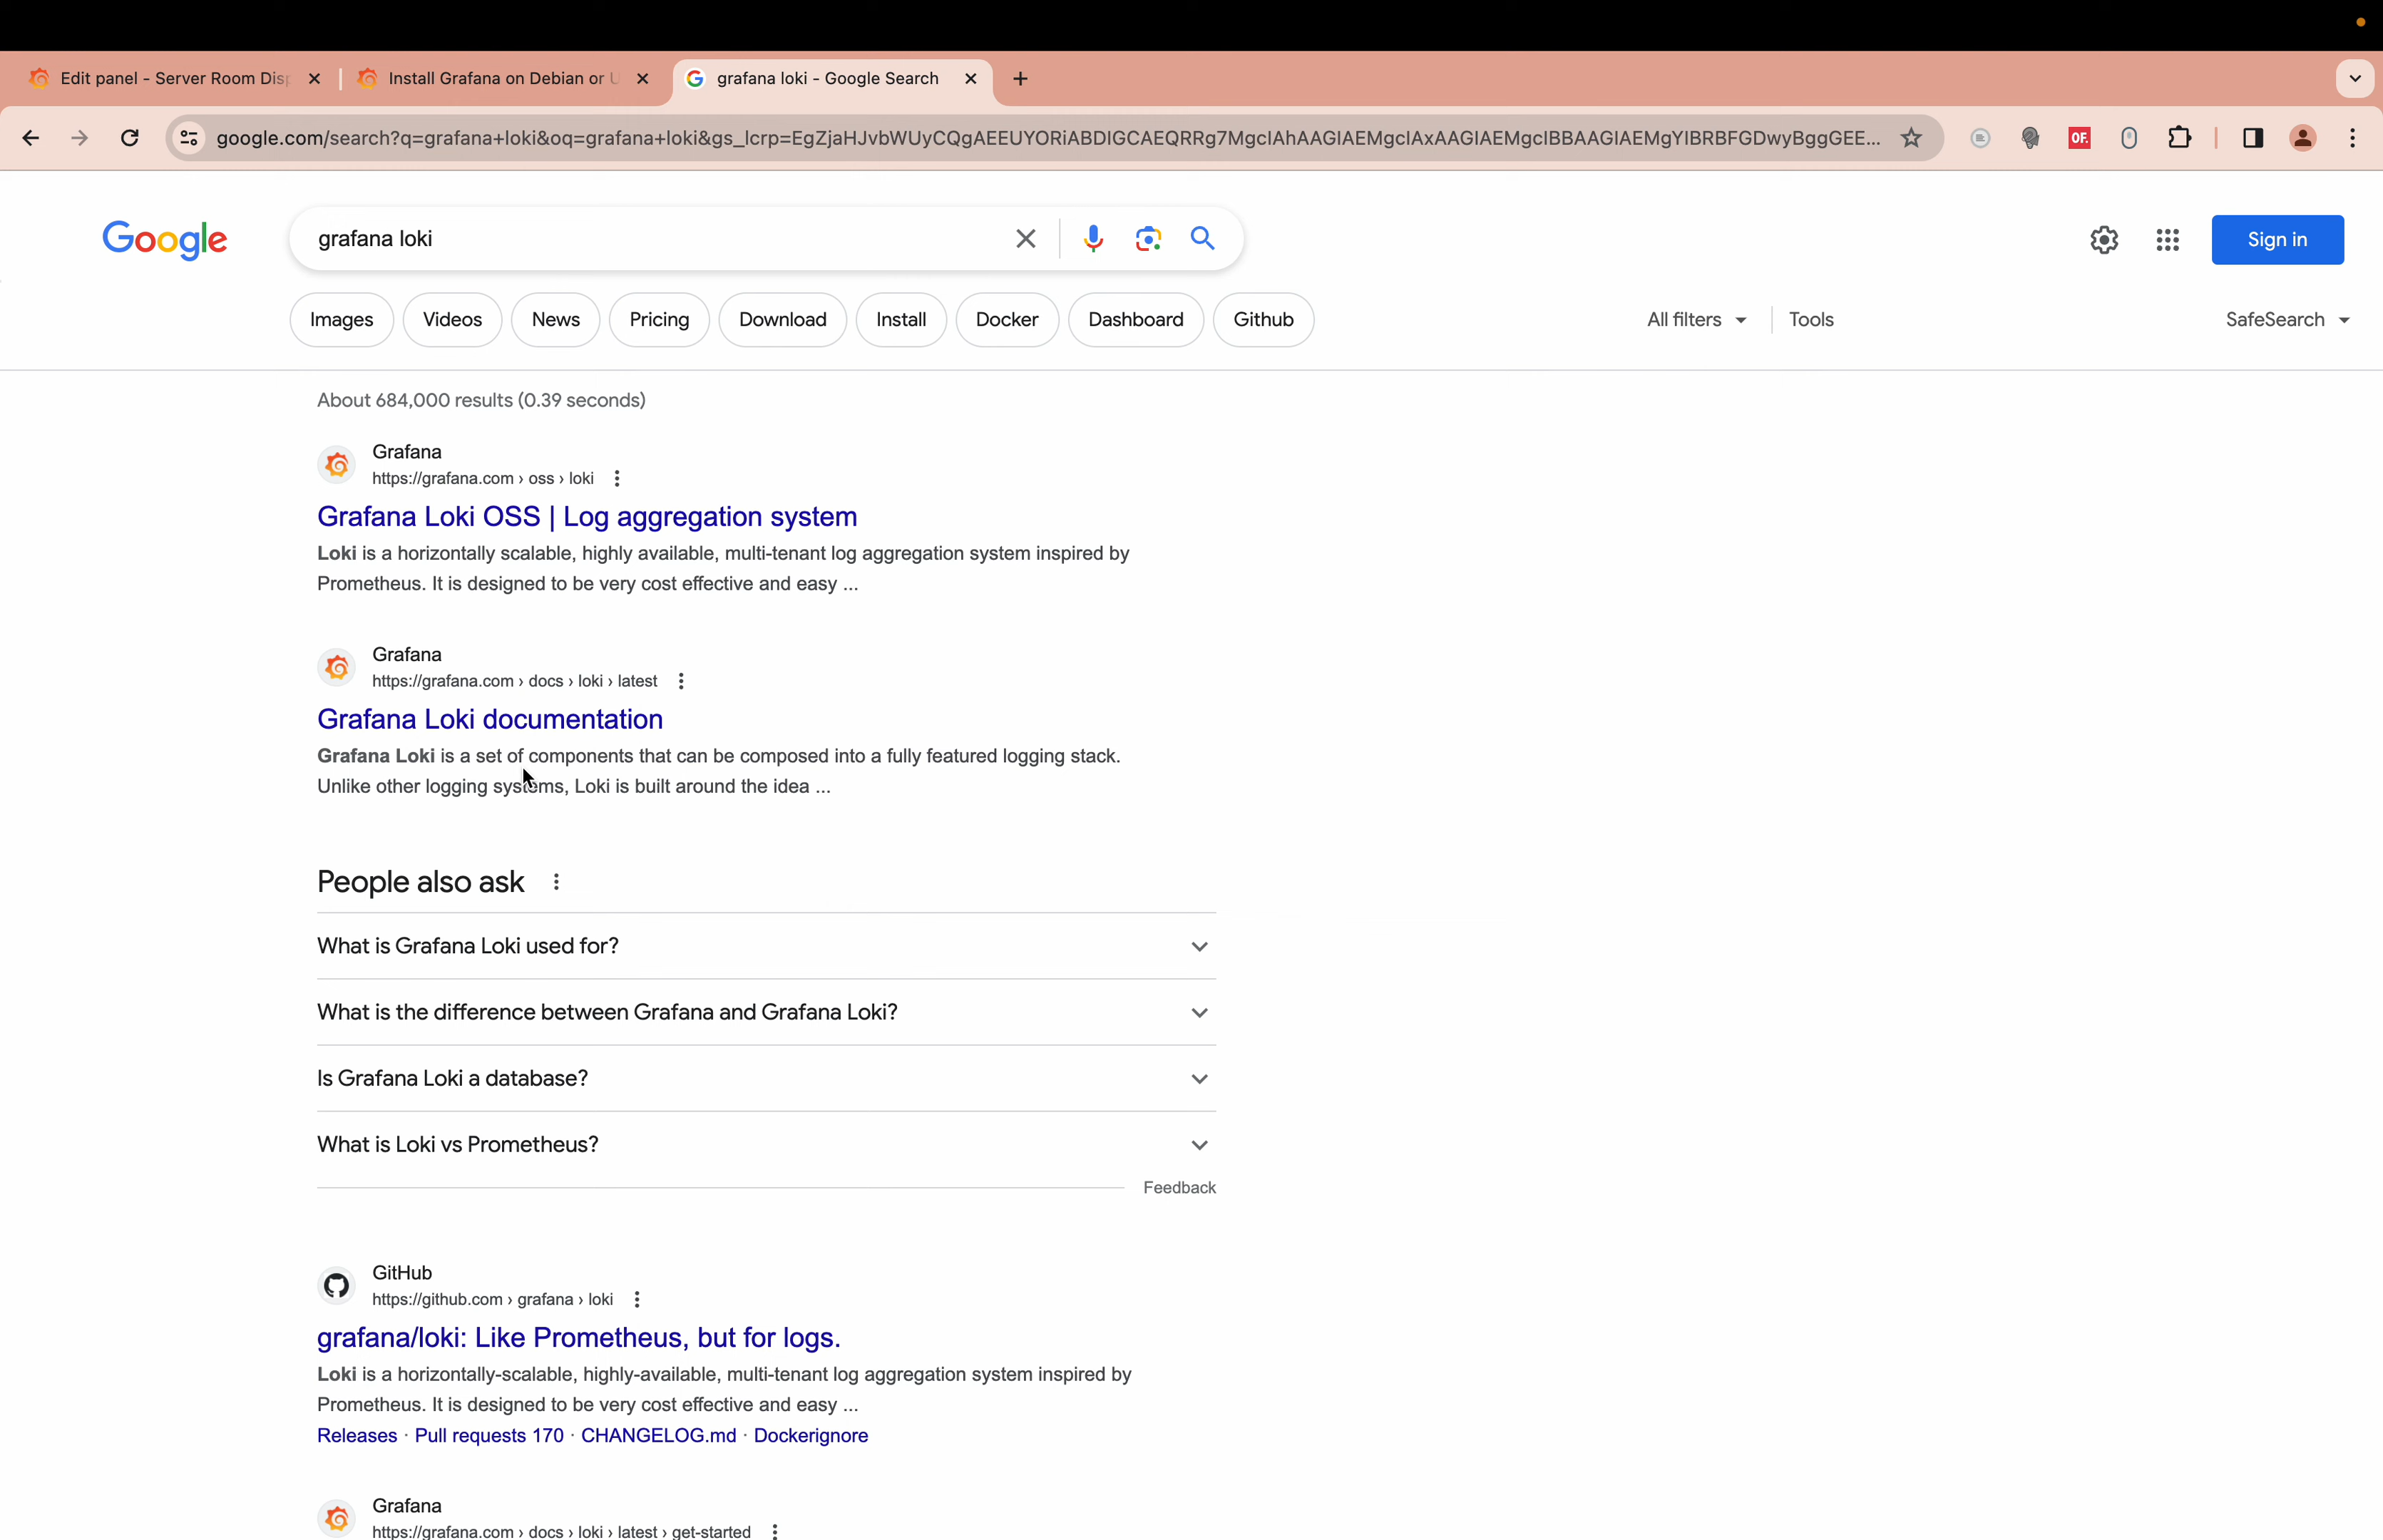 Edit panel - Server Room Dis
Install Grafana on Debian or U
grafana loki - Google Search
google.com/search?q=grafana+loki&oq=grafana+loki&gs_lcrp=EgZjaHJvbWUyCQgAEEUYORiABDIGCAEQRRg7MgcIAhAAGIAEMgcIAxAAGIAEMgcIBBAAGIAEMgYIBRBFGDwyBggGEE...
OF.
Google
grafana loki
Sign in
Images
Videos
News
Pricing
Download
Install
Docker
Dashboard
Github
All filters
Tools
SafeSearch
About 684,000 results (0.39 seconds)
Grafana
https://grafana.com › oss › loki
Grafana Loki OSS | Log aggregation system
Loki is a horizontally scalable, highly available, multi-tenant log aggregation system inspired by
Prometheus. It is designed to be very cost effective and easy ...
Grafana
https://grafana.com › docs › loki › latest
Grafana Loki documentation
Grafana Loki is a set of components that can be composed into a fully featured logging stack.
Unlike other logging systems, Loki is built around the idea ...
People also ask
What is Grafana Loki used for?
What is the difference between Grafana and Grafana Loki?
Is Grafana Loki a database?
What is Loki vs Prometheus?
Feedback
GitHub
https://github.com › grafana › loki
grafana/loki: Like Prometheus, but for logs.
Loki is a horizontally-scalable, highly-available, multi-tenant log aggregation system inspired by
Prometheus. It is designed to be very cost effective and easy ...
Releases · Pull requests 170 · CHANGELOG.md · Dockerignore
Grafana
https://grafana.com › docs › loki › latest › get-started